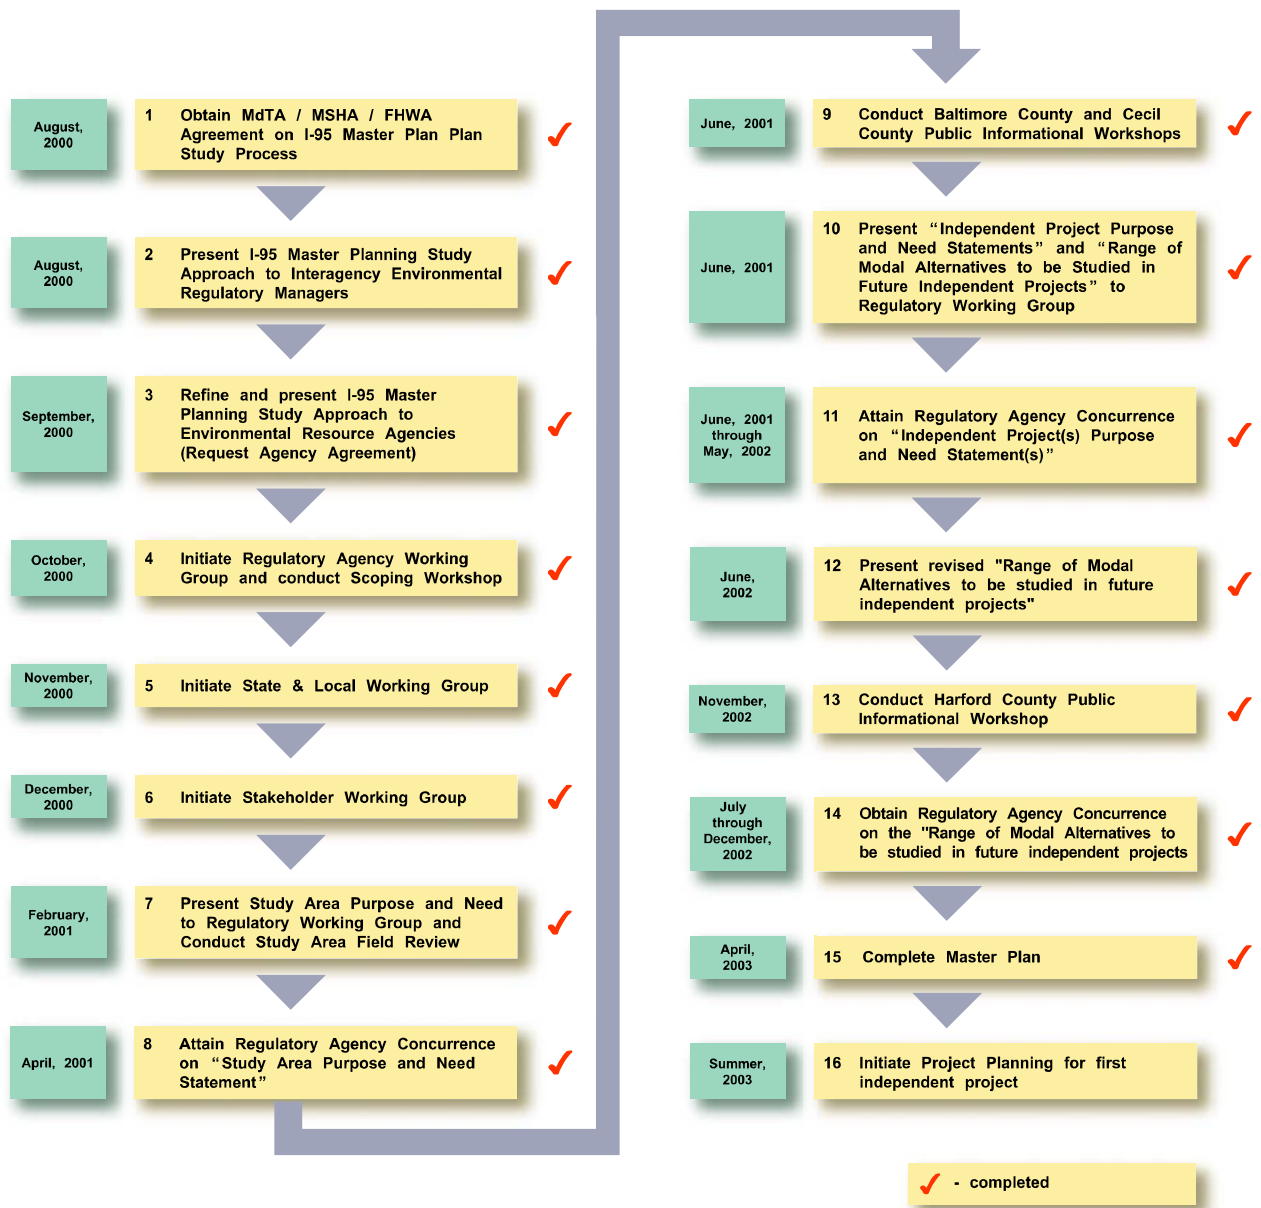 August,
2000
1 Obtain MdTA / MSHA / FHWA
Agreement on I-95 Master Plan Plan
Study Process
August,
2000
2 Present I-95 Master Planning Study
Approach to Interagency Environmental
Regulatory Managers
September,
2000
3 Refine and present I-95 Master
Planning Study Approach to
Environmental Resource Agencies
(Request Agency Agreement)
October,
2000
4 Initiate Regulatory Agency Working
Group and conduct Scoping Workshop
November,
2000
5 Initiate State & Local Working Group
December,
2000
6 Initiate Stakeholder Working Group
February,
2001
7 Present Study Area Purpose and Need
to Regulatory Working Group and
Conduct Study Area Field Review
April, 2001
8 Attain Regulatory Agency Concurrence
on “Study Area Purpose and Need
Statement”
June, 2001
9 Conduct Baltimore County and Cecil
County Public Informational Workshops
June, 2001
10 Present “Independent Project Purpose
and Need Statements” and “Range of
Modal Alternatives to be Studied in
Future Independent Projects” to
Regulatory Working Group
June, 2001
through
May, 2002
11 Attain Regulatory Agency Concurrence
on “Independent Project(s) Purpose
and Need Statement(s)”
June,
2002
12 Present revised "Range of Modal
Alternatives to be studied in future
independent projects"
November,
2002
13 Conduct Harford County Public
Informational Workshop
July
through
December,
2002
14 Obtain Regulatory Agency Concurrence
on the "Range of Modal Alternatives to
be studied in future independent projects
April,
2003
15 Complete Master Plan
Summer,
2003
16 Initiate Project Planning for first
independent project
- completed